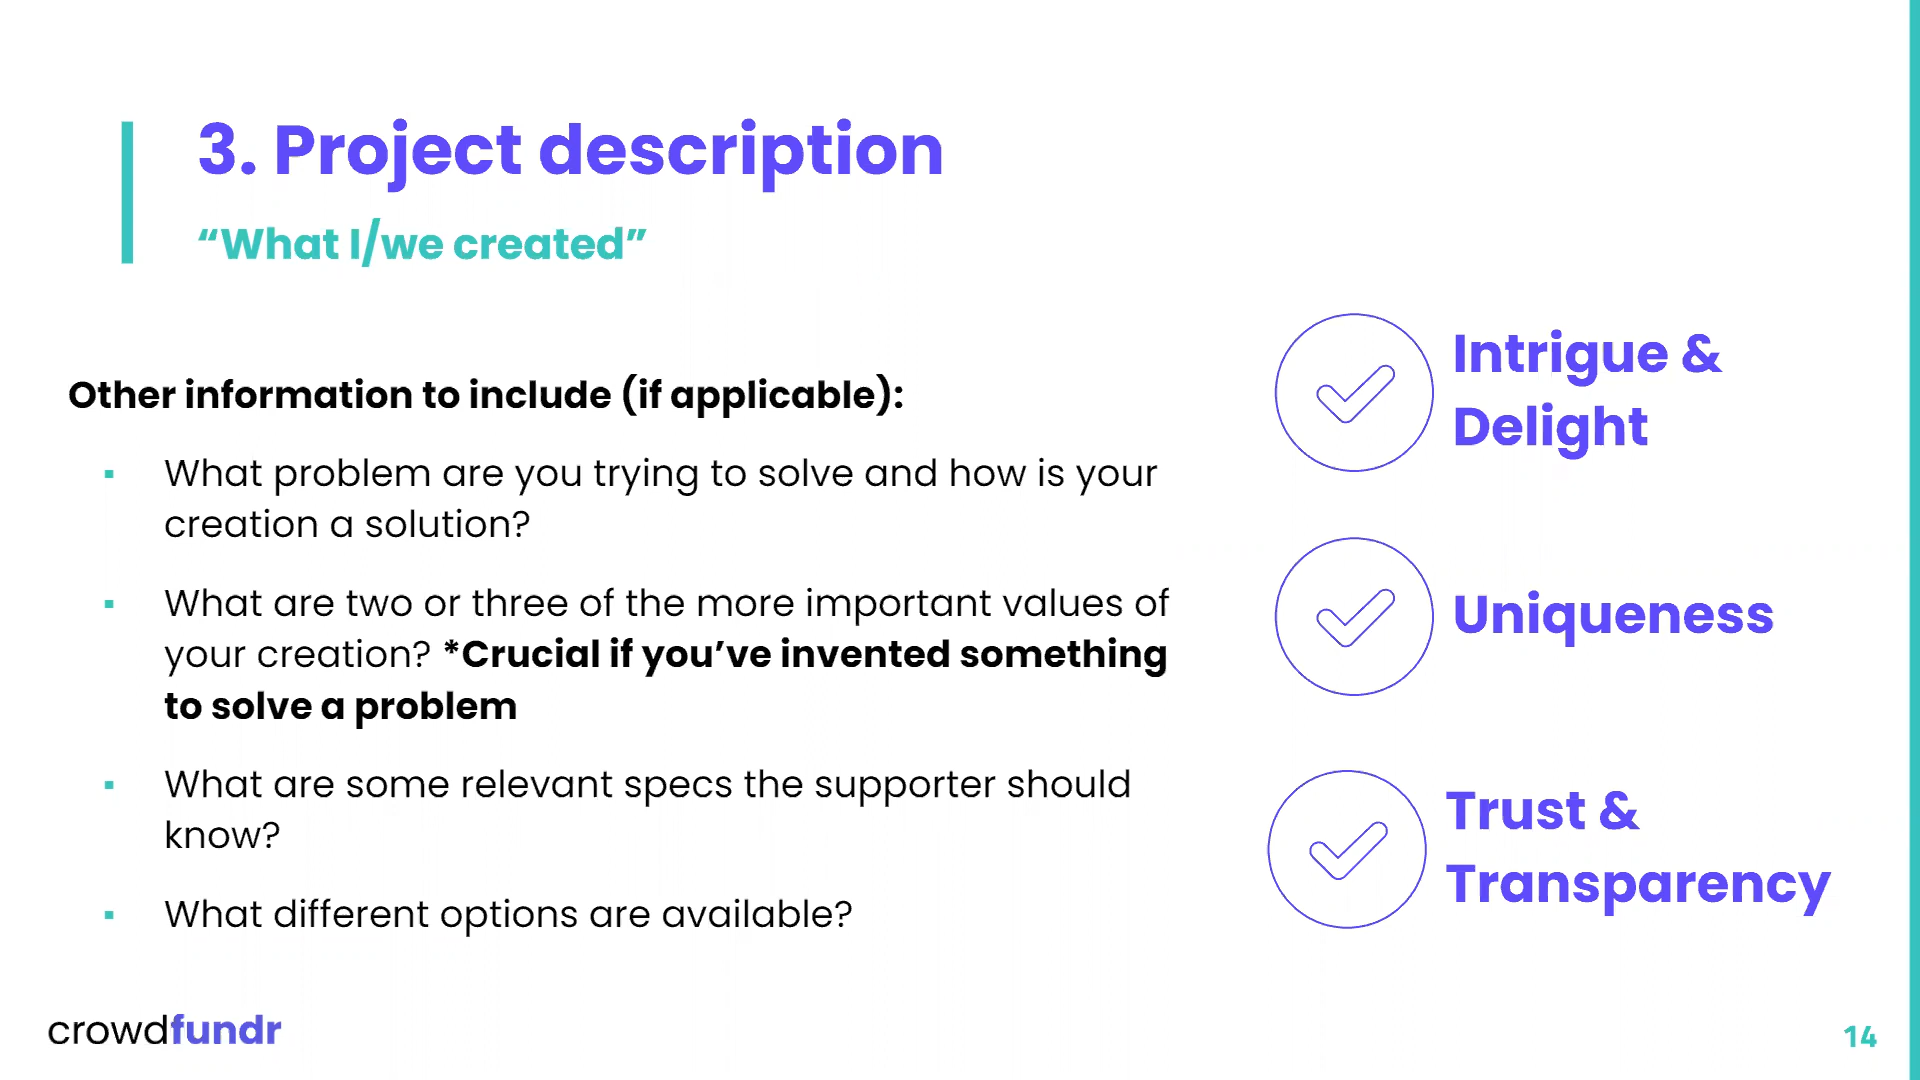 3. Project description
“What I/we created”
Other information to include (if applicable):
▪ What problem are you trying to solve and how is your
creation a solution?
▪ What are two or three of the more important values of
your creation? *Crucial if you’ve invented something
to solve a problem
▪ What are some relevant specs the supporter should
know?
▪ What different options are available?
Intrigue &
Delight
Uniqueness
Trust &
Transparency
crowdfundr
14